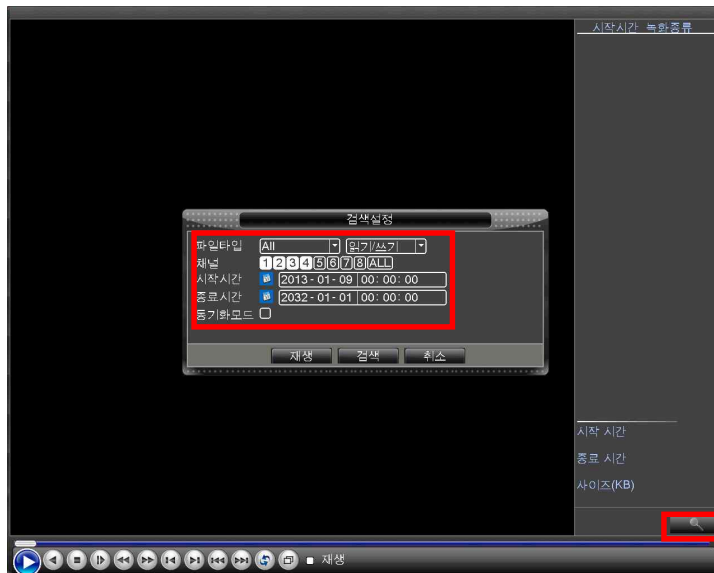 시작시간 녹화종류
검색설정
파일타입 All 읽기/쓰기
채널 1 2 3 4 5 6 7 8 ALL
시작시간 2013-01-09 00:00:00
종료시간 2032-01-01 00:00:00
동기화모드
재생 검색 취소
시작 시간
종료 시간
사이즈(KB)
재생